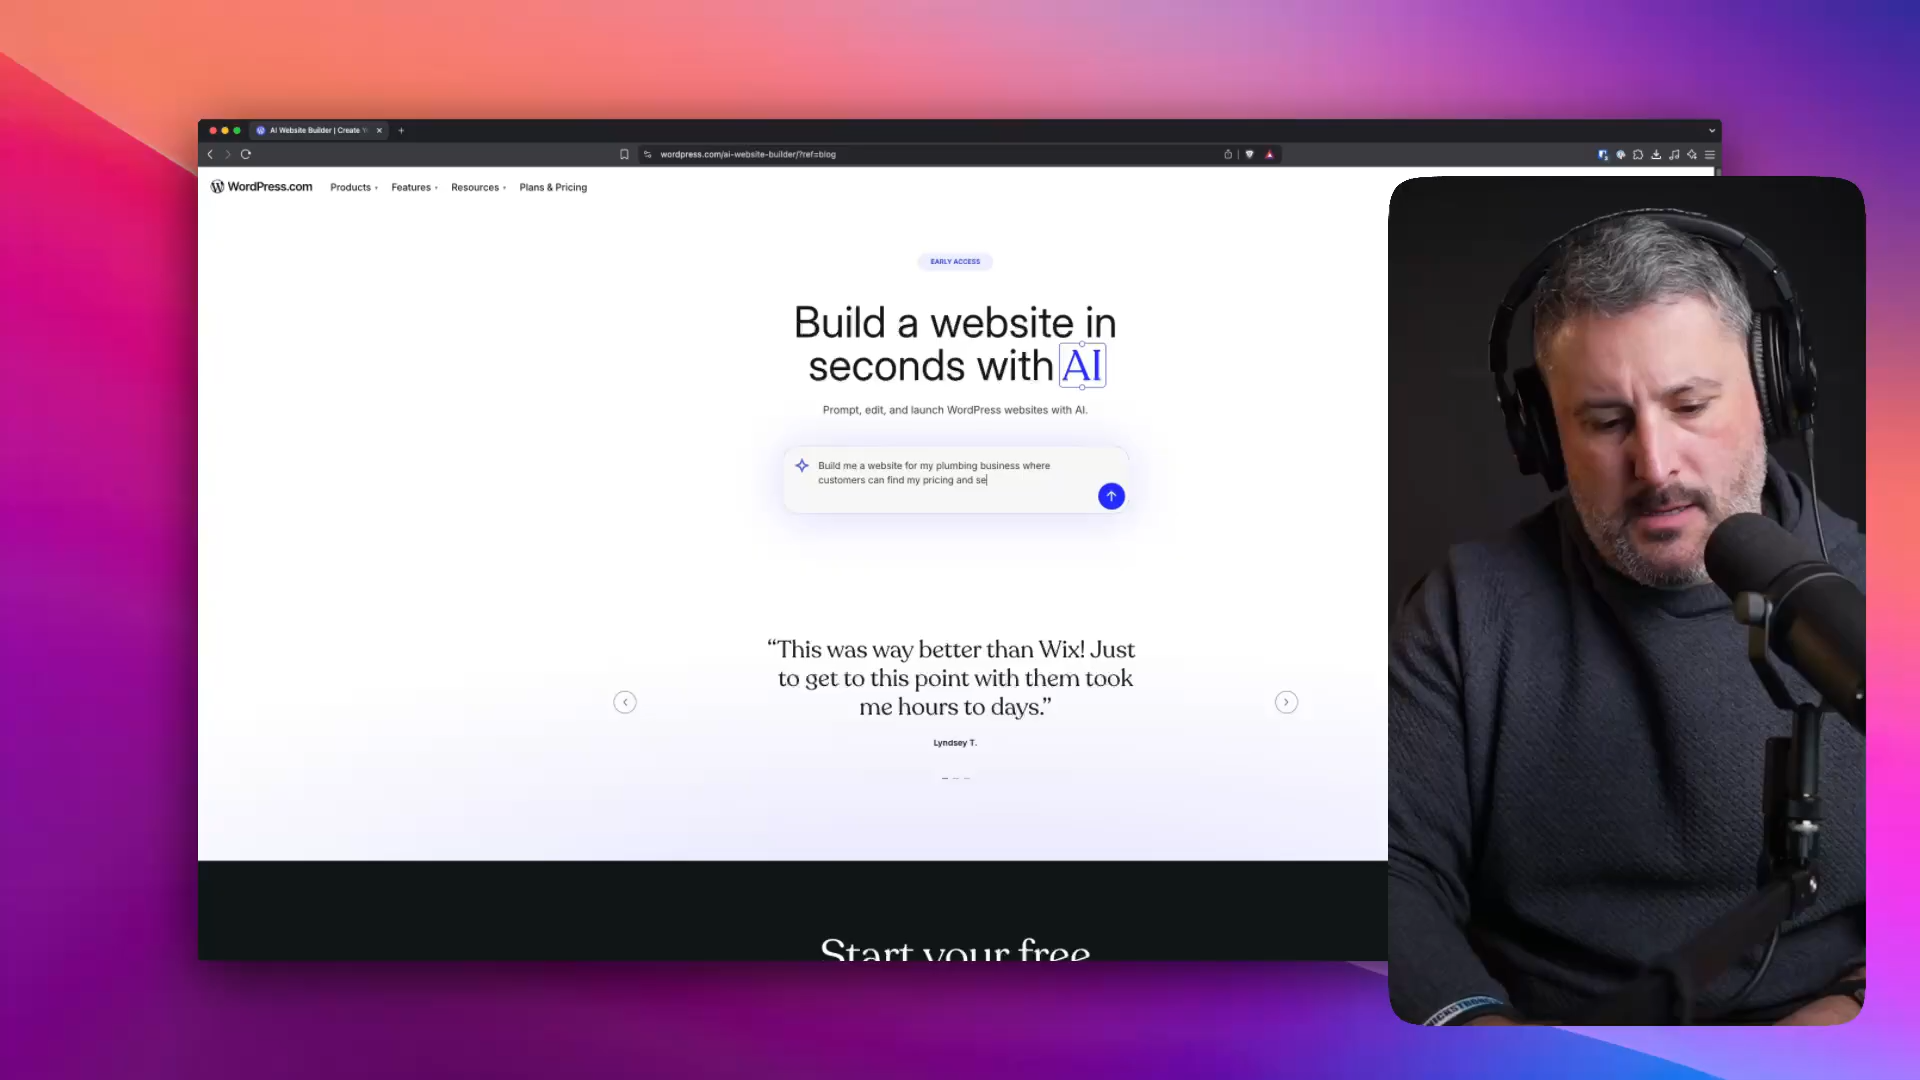 AI Website Builder | Create
wordpress.com/ai-website-builder/?ref=blog
WordPress.com Products Features Resources Plans & Pricing
EARLY ACCESS
Build a website in
seconds with AI
Prompt, edit, and launch WordPress websites with AI.
Build me a website for my plumbing business where
customers can find my pricing and se
“This was way better than Wix! Just
to get to this point with them took
me hours to days.”
Lyndsey T.
Start your free